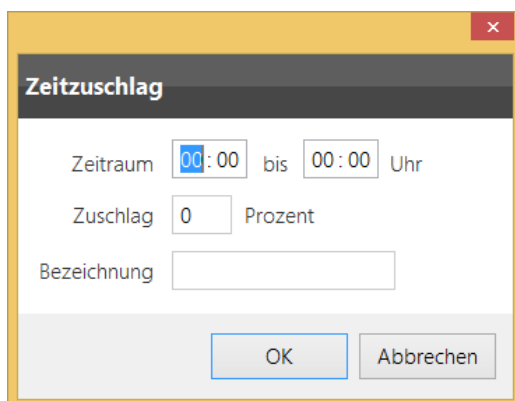 Zeitzuschlag
Zeitraum 00:00 bis 00:00 Uhr
Zuschlag 0 Prozent
Bezeichnung
OK Abbrechen